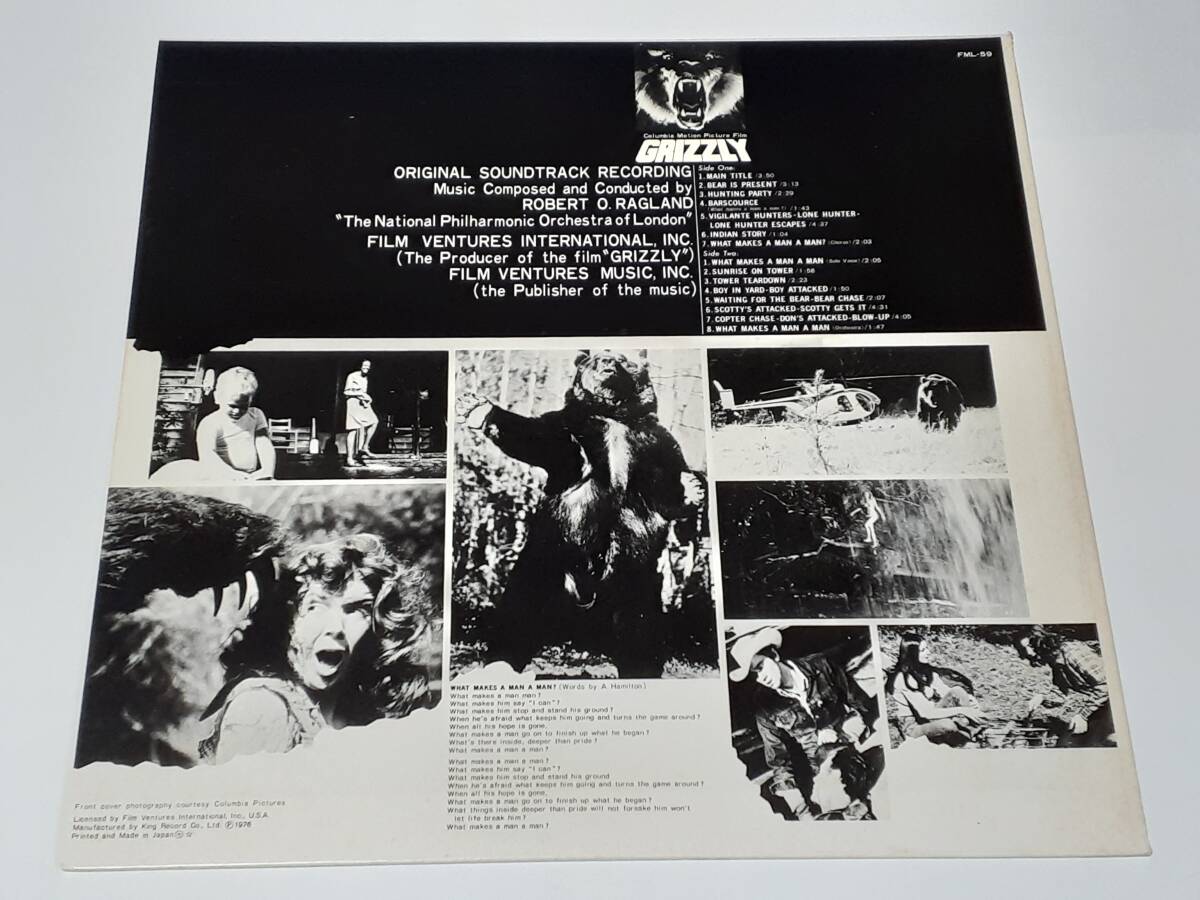 FML-59
Columbia Motion Picture Film
GRIZZLY
ORIGINAL SOUNDTRACK RECORDING
Music Composed and Conducted by
ROBERT O. RAGLAND
"The National Philharmonic Orchestra of London"
FILM VENTURES INTERNATIONAL, INC.
(The Producer of the film "GRIZZLY")
FILM VENTURES MUSIC, INC.
(the Publisher of the music)
Side One:
1. MAIN TITLE /3:50
2. BEAR IS PRESENT /3:13
3. HUNTING PARTY /2:29
4. BARSCOURCE
(What makes a man a man?) /1:43
5. VIGILANTE HUNTERS-LONE HUNTER-
LONE HUNTER ESCAPES /4:37
6. INDIAN STORY /1:04
7. WHAT MAKES A MAN A MAN? (Chorus) /2:03
Side Two:
1. WHAT MAKES A MAN A MAN (Solo Voice) /2:05
2. SUNRISE ON TOWER /1:58
3. TOWER TEARDOWN /2:23
4. BOY IN YARD-BOY ATTACKED /1:50
5. WAITING FOR THE BEAR-BEAR CHASE /2:07
6. SCOTTY'S ATTACKED-SCOTTY GETS IT /4:31
7. COPTER CHASE-DON'S ATTACKED-BLOW-UP /4:05
8. WHAT MAKES A MAN A MAN (Orchestra) /1:47
WHAT MAKES A MAN A MAN? (Words by A. Hamilton)
What makes a man man?
What makes him say "I can"?
What makes him stop and stand his ground?
When he's afraid what keeps him going and turns the game around?
When all his hope is gone,
What makes a man go on to finish up what he began?
What's there inside, deeper than pride?
What makes a man a man?
What makes a man a man?
What makes him say "I can"?
What makes him stop and stand his ground
When he's afraid what keeps him going and turns the game around?
When all his hope is gone,
What makes a man go on to finish up what he began?
What things inside deeper than pride will not forsake him won't
let life break him?
What makes a man a man?
Front cover photography courtesy Columbia Pictures
Licensed by Film Ventures International, Inc., U.S.A.
Manufactured by King Record Co., Ltd. Ⓟ 1976
Printed and Made in Japan